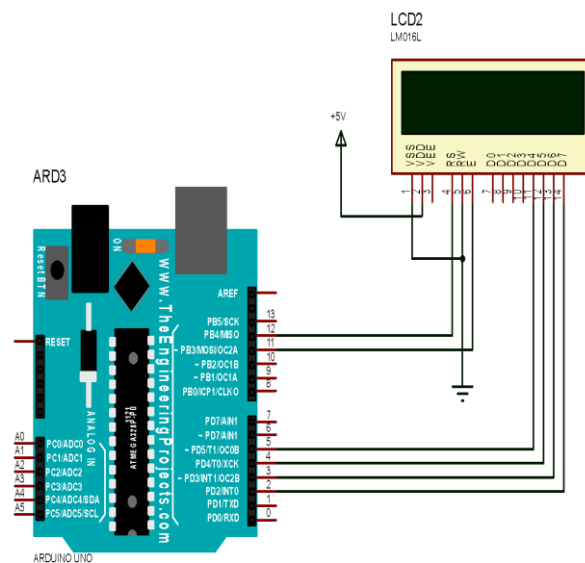 LCD2
LM016L
+5V
VSS
VDD
VEE
RS
RW
E
D0
D1
D2
D3
D4
D5
D6
D7
1
2
3
4
5
6
7
8
9
10
11
12
13
14
ARD3
Reset BTN
ON
www.TheEngineeringProjects.com
AREF
RESET
PB5/SCK 13
PB4/MISO 12
~ PB3/MOSI/OC2A 11
~ PB2/OC1B 10
~ PB1/OC1A 9
PB0/ICP1/CLKO 8
ANALOG IN
ATMEGA328P-PU
1121
PD7/AIN1 7
~ PD7/AIN1 6
~ PD5/T1/OC0B 5
PD4/T0/XCK 4
~ PD3/INT1/OC2B 3
PD2/INT0 2
PD1/TXD 1
PD0/RXD 0
A0 PC0/ADC0
A1 PC1/ADC1
A2 PC2/ADC2
A3 PC3/ADC3
A4 PC4/ADC4/SDA
A5 PC5/ADC5/SCL
ARDUINO UNO